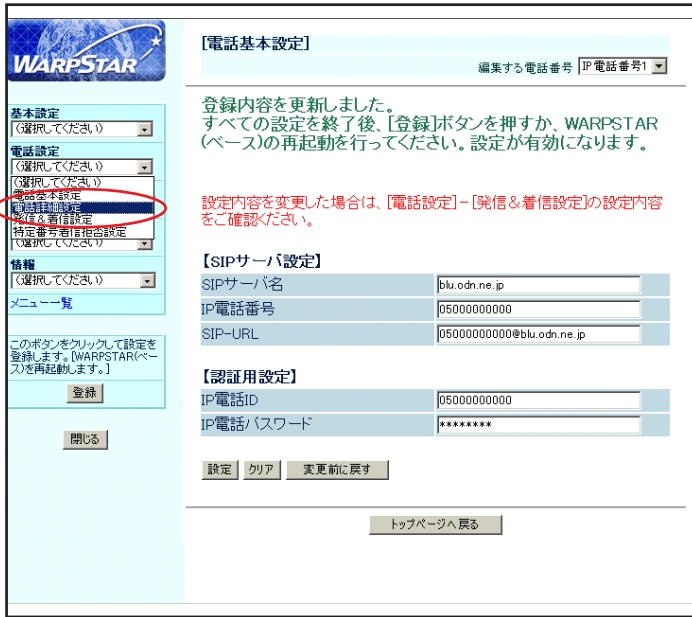 WARPSTAR
基本設定
(選択してください)
電話設定
(選択してください)
(選択してください)
電話基本設定
電話詳細設定
発信&着信設定
特定番号着信拒否設定
(選択してください)
情報
(選択してください)
メニュー一覧
このボタンをクリックして設定を
登録します。[WARPSTAR(ベー
ス)を再起動します。]
登録
閉じる
[電話基本設定]
編集する電話番号 IP電話番号1
登録内容を更新しました。
すべての設定を終了後、[登録]ボタンを押すか、WARPSTAR
(ベース)の再起動を行ってください。設定が有効になります。
設定内容を変更した場合は、[電話設定]-[発信&着信設定]の設定内容
をご確認ください。
【SIPサーバ設定】
SIPサーバ名 blu.odn.ne.jp
IP電話番号 05000000000
SIP-URL 05000000000@blu.odn.ne.jp
【認証用設定】
IP電話ID 05000000000
IP電話パスワード ********
設定 クリア 変更前に戻す
トップページへ戻る